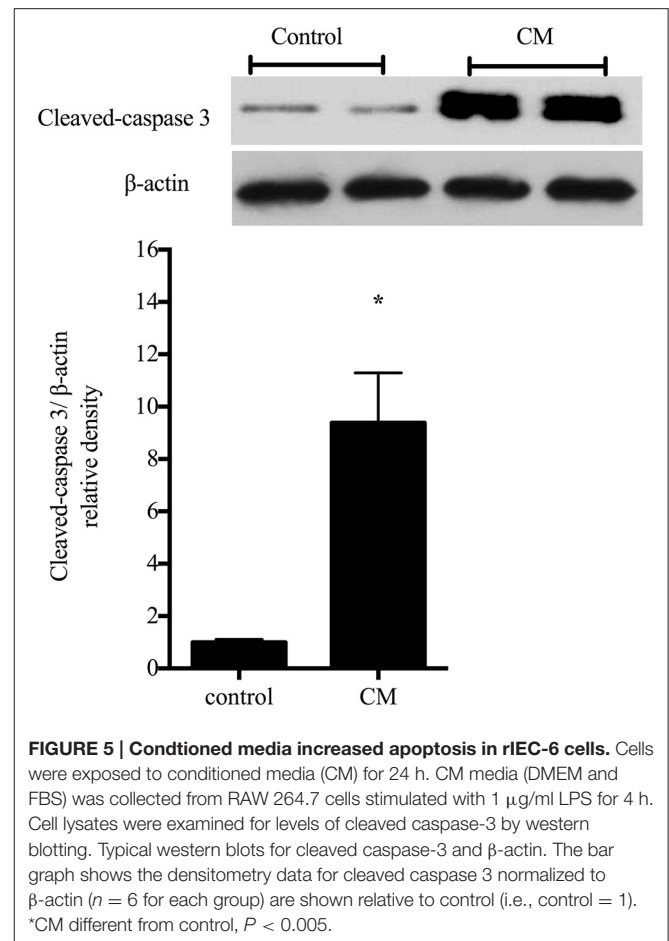 Control CM
Cleaved-caspase 3
β-actin
16
14
12
10
8
6
4
2
0
*
Cleaved-caspase 3/ β-actin
relative density
control CM
FIGURE 5 | Condtioned media increased apoptosis in rIEC-6 cells. Cells
were exposed to conditioned media (CM) for 24 h. CM media (DMEM and
FBS) was collected from RAW 264.7 cells stimulated with 1 μg/ml LPS for 4 h.
Cell lysates were examined for levels of cleaved caspase-3 by western
blotting. Typical western blots for cleaved caspase-3 and β-actin. The bar
graph shows the densitometry data for cleaved caspase 3 normalized to
β-actin (n = 6 for each group) are shown relative to control (i.e., control = 1).
*CM different from control, P < 0.005.